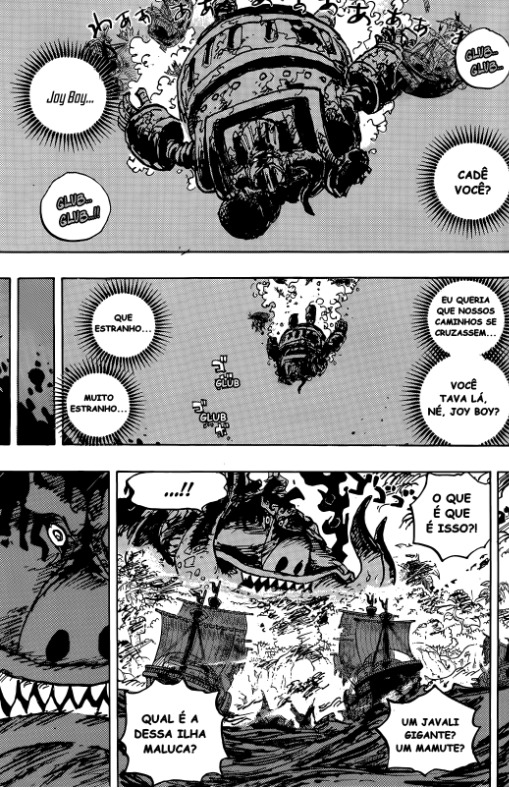 GLUB...
GLUB...
CADÊ
VOCÊ?
Joy Boy...
GLUB...
GLUB..!!
EU QUERIA
QUE NOSSOS
CAMINHOS SE
CRUZASSEM...
VOCÊ
TAVA LÁ,
NÉ, JOY BOY?
GLUB
GLUB
QUE
ESTRANHO...
MUITO
ESTRANHO...
O QUE
É QUE
É ISSO?!
UM JAVALI
GIGANTE?
UM MAMUTE?
...!!
QUAL É A
DESSA ILHA
MALUCA?